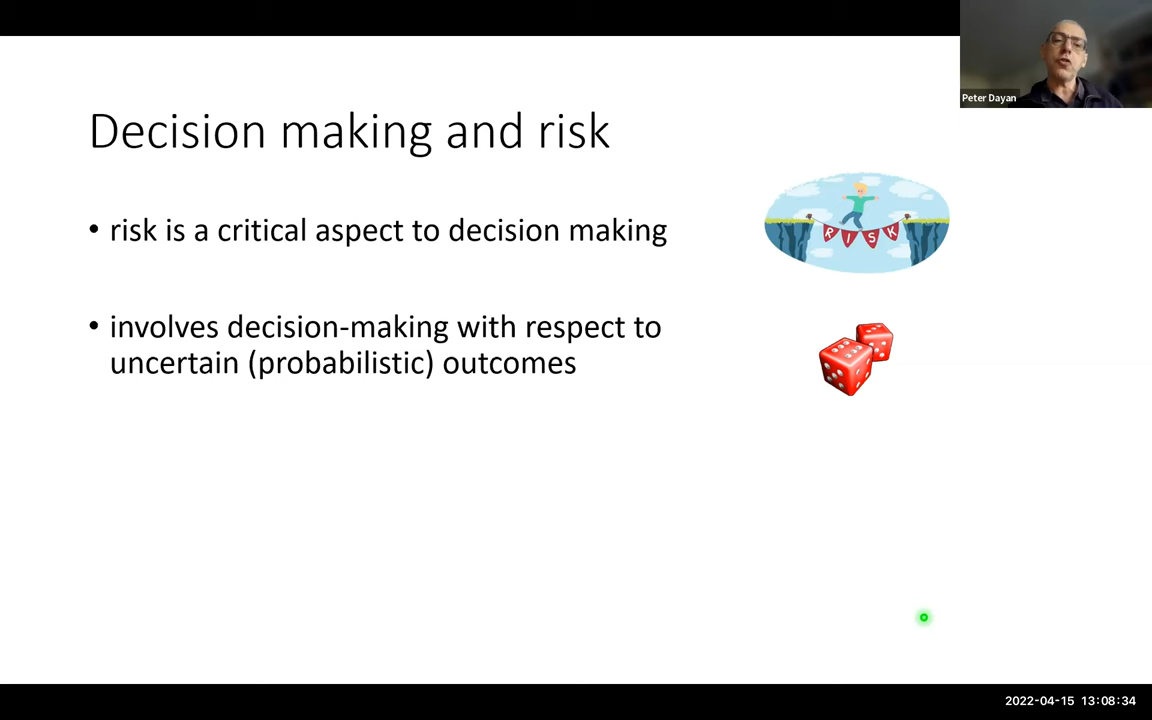 Peter Dayan
Decision making and risk
• risk is a critical aspect to decision making
RISK
• involves decision-making with respect to
uncertain (probabilistic) outcomes
2022-04-15 13:08:34